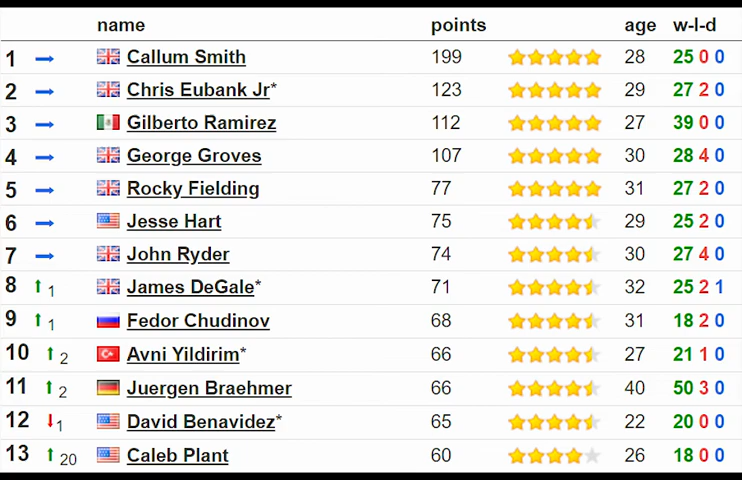 name points age w-l-d
1 Callum Smith 199 28 25 0 0
2 Chris Eubank Jr* 123 29 27 2 0
3 Gilberto Ramirez 112 27 39 0 0
4 George Groves 107 30 28 4 0
5 Rocky Fielding 77 31 27 2 0
6 Jesse Hart 75 29 25 2 0
7 John Ryder 74 30 27 4 0
8 1 James DeGale* 71 32 25 2 1
9 1 Fedor Chudinov 68 31 18 2 0
10 2 Avni Yildirim* 66 27 21 1 0
11 2 Juergen Braehmer 66 40 50 3 0
12 1 David Benavidez* 65 22 20 0 0
13 20 Caleb Plant 60 26 18 0 0